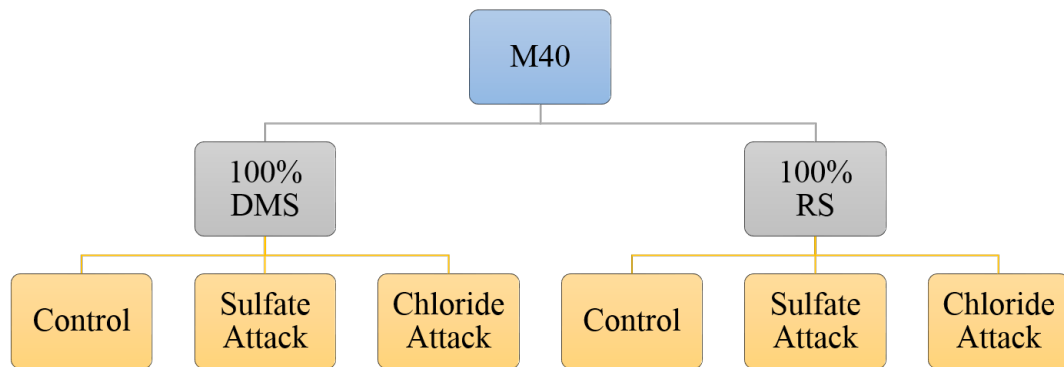 M40
100%
DMS
100%
RS
Control
Sulfate
Attack
Chloride
Attack
Control
Sulfate
Attack
Chloride
Attack